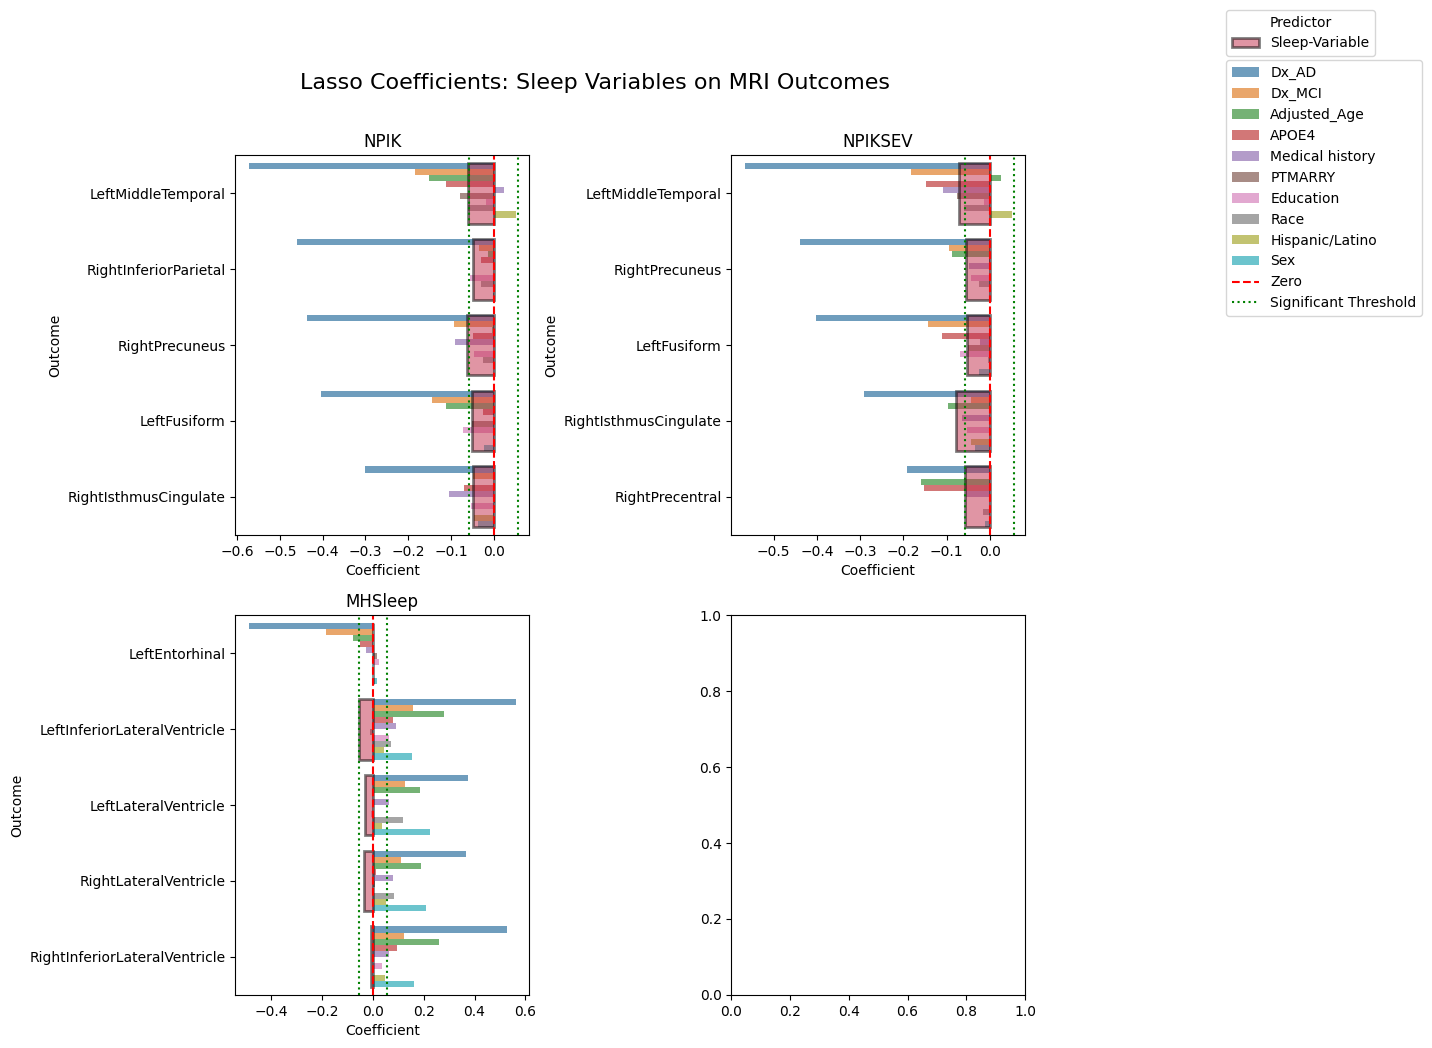 Predictor
Sleep-Variable
Dx_AD
Dx_MCI
Adjusted_Age
APOE4
Medical history
PTMARRY
Education
Race
Hispanic/Latino
Sex
Zero
Significant Threshold
Lasso Coefficients: Sleep Variables on MRI Outcomes
NPIK
Outcome
LeftMiddleTemporal
RightInferiorParietal
RightPrecuneus
LeftFusiform
RightIsthmusCingulate
−0.6 −0.5 −0.4 −0.3 −0.2 −0.1 0.0
Coefficient
NPIKSEV
Outcome
LeftMiddleTemporal
RightPrecuneus
LeftFusiform
RightIsthmusCingulate
RightPrecentral
−0.5 −0.4 −0.3 −0.2 −0.1 0.0
Coefficient
MHSleep
Outcome
LeftEntorhinal
LeftInferiorLateralVentricle
LeftLateralVentricle
RightLateralVentricle
RightInferiorLateralVentricle
−0.4 −0.2 0.0 0.2 0.4 0.6
Coefficient
1.0
0.8
0.6
0.4
0.2
0.0
0.0 0.2 0.4 0.6 0.8 1.0